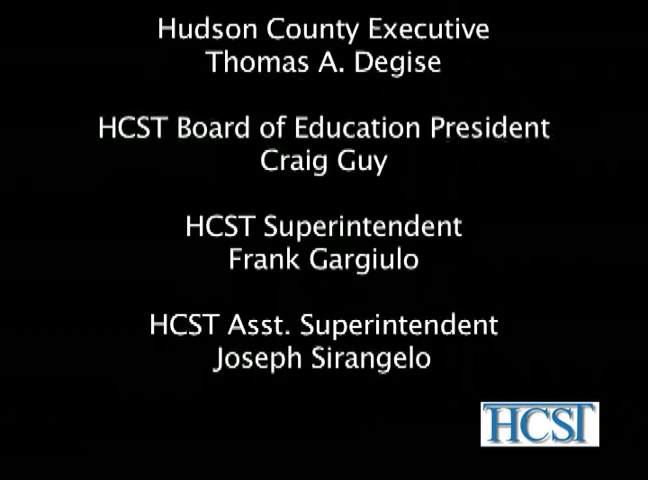 Hudson County Executive
Thomas A. Degise
HCST Board of Education President
Craig Guy
HCST Superintendent
Frank Gargiulo
HCST Asst. Superintendent
Joseph Sirangelo
HCST